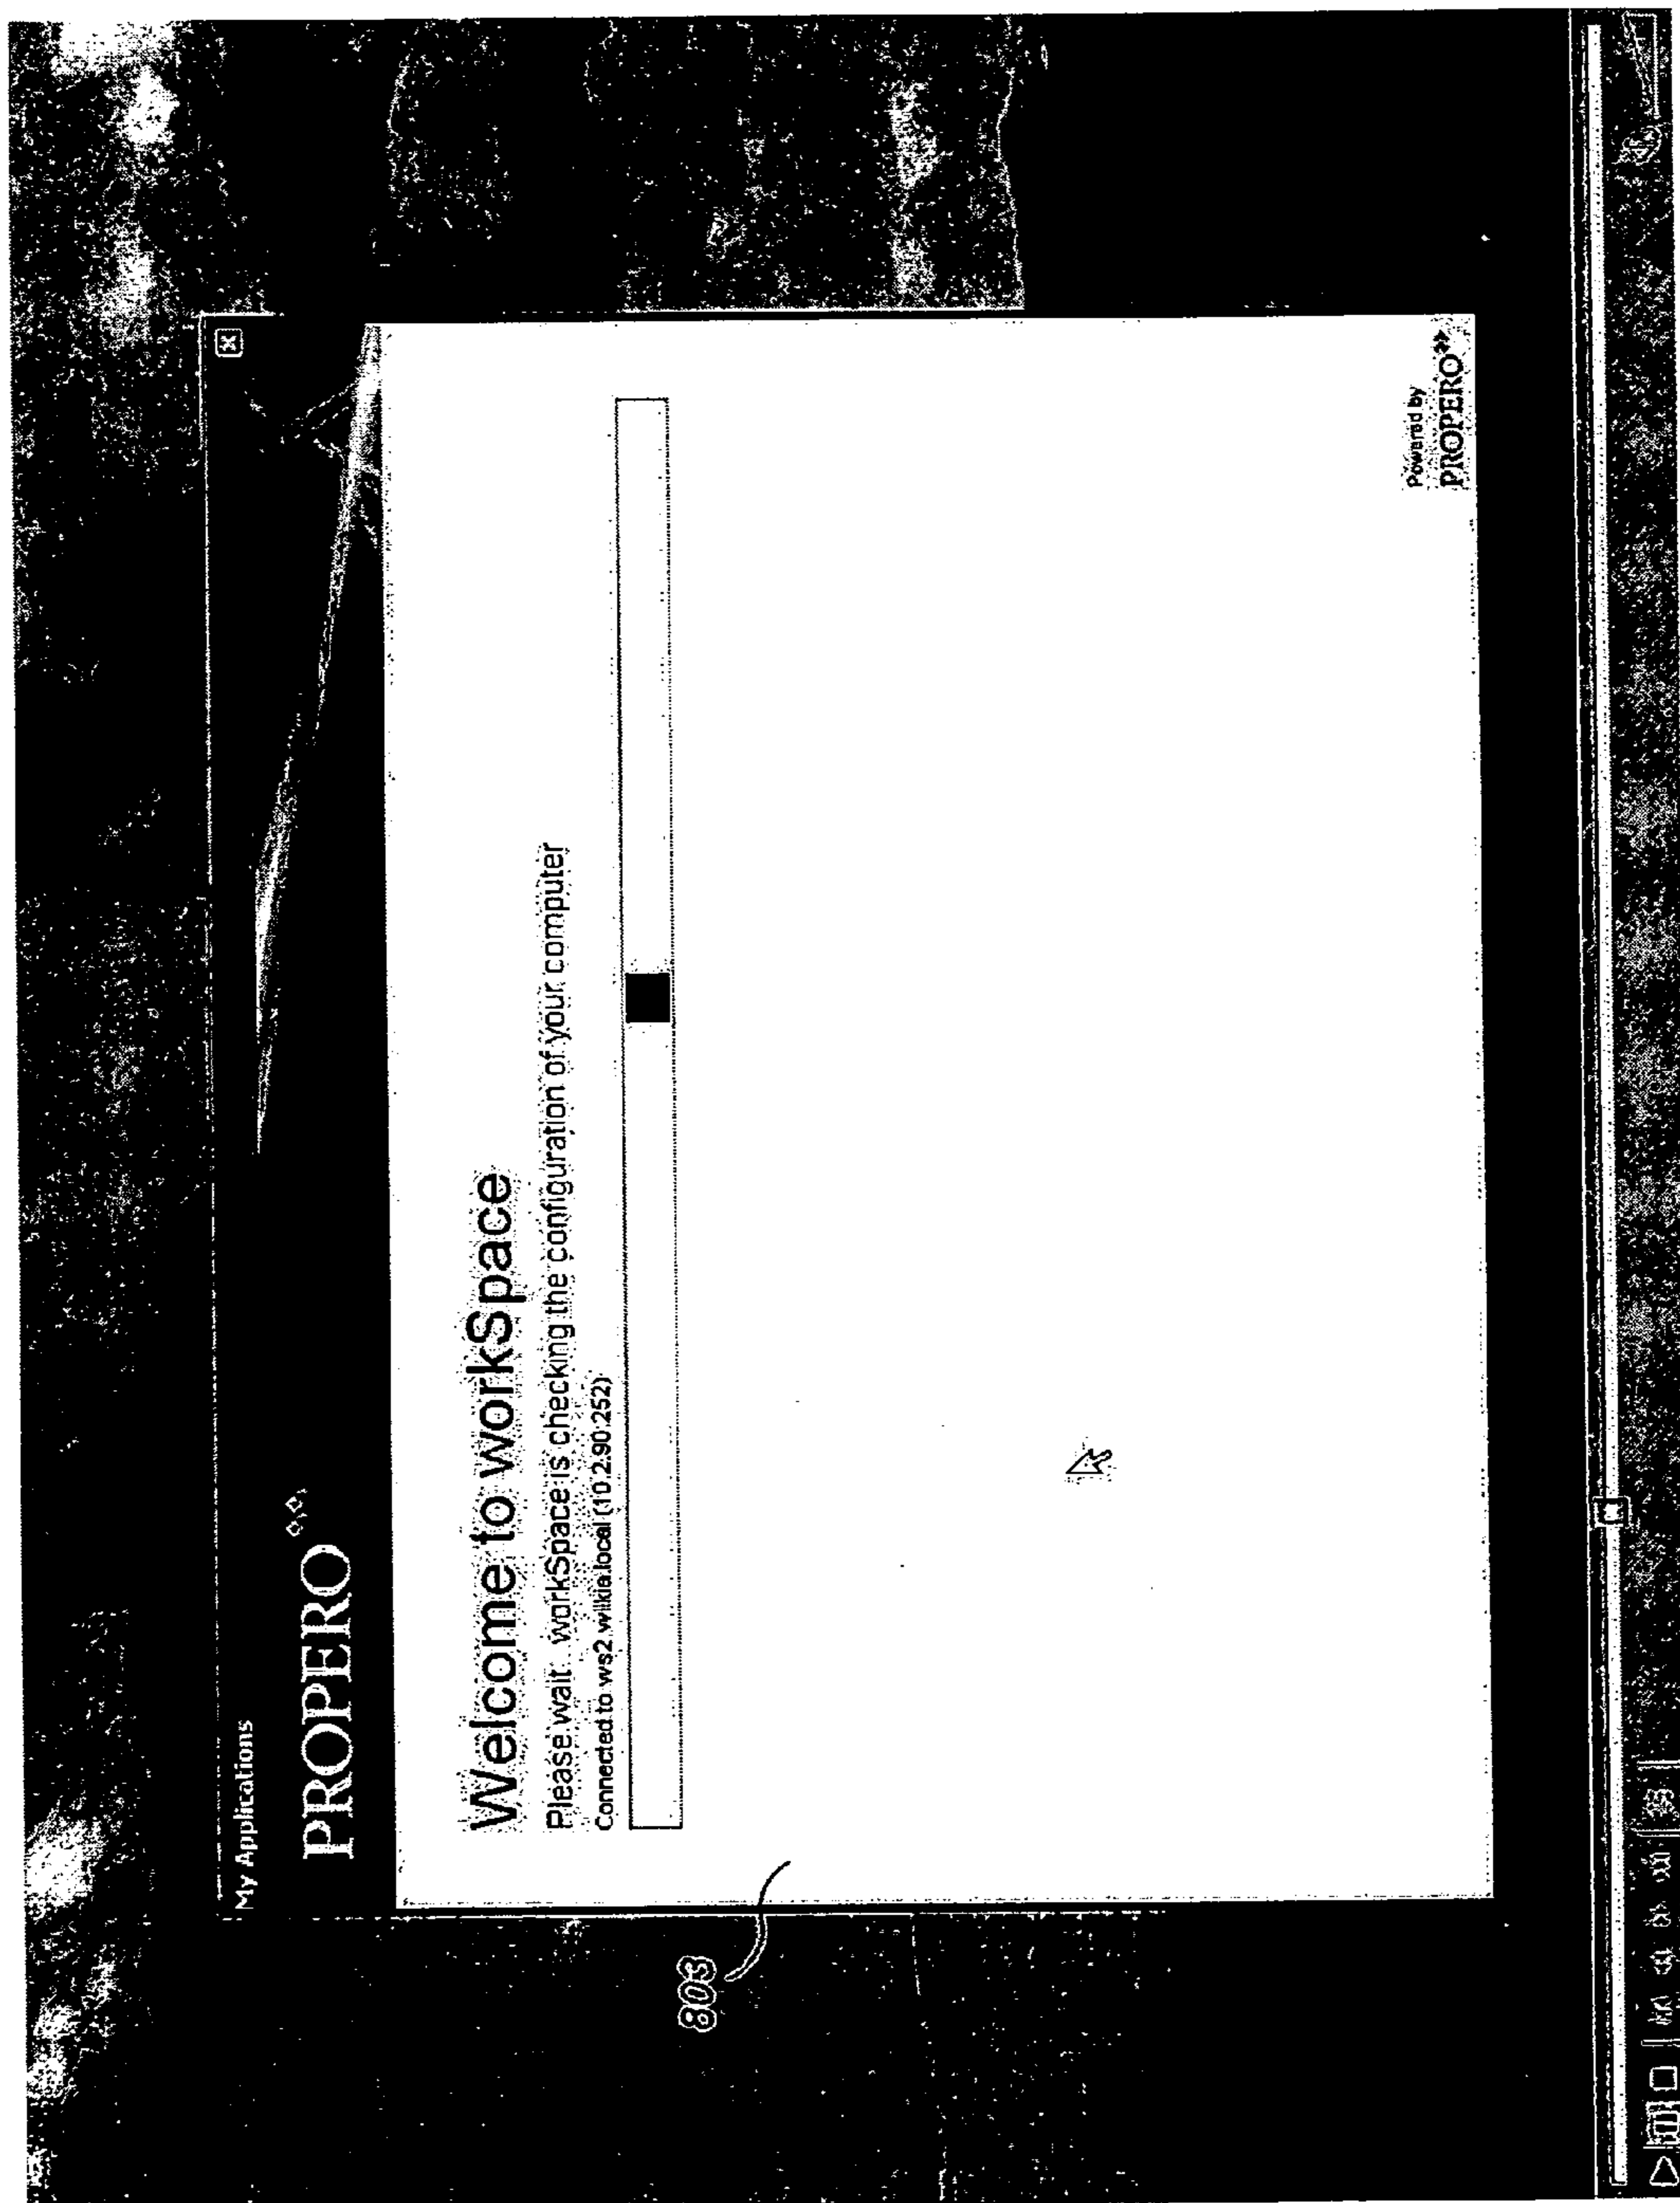 My Applications
PROPERO
Welcome to workSpace
Please wait... workSpace is checking the configuration of your computer
Connected to ws2.wilkie.local (10.2.90.252)
803
Powered by
PROPERO